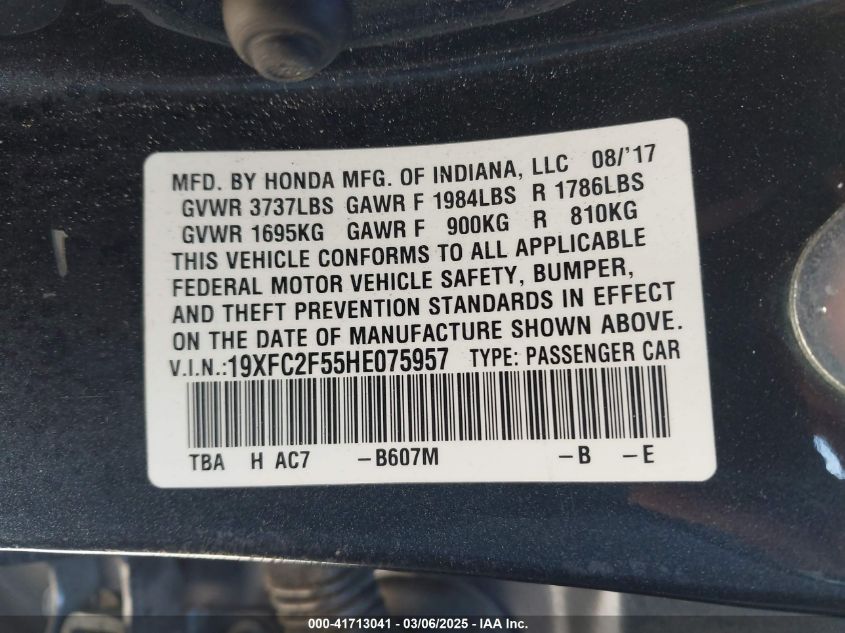 MFD. BY HONDA MFG. OF INDIANA, LLC 08/'17
GVWR 3737LBS GAWR F 1984LBS R 1786LBS
GVWR 1695KG GAWR F 900KG R 810KG
THIS VEHICLE CONFORMS TO ALL APPLICABLE
FEDERAL MOTOR VEHICLE SAFETY, BUMPER,
AND THEFT PREVENTION STANDARDS IN EFFECT
ON THE DATE OF MANUFACTURE SHOWN ABOVE.
V.I.N.:19XFC2F55HE075957 TYPE: PASSENGER CAR
TBA H AC7 -B607M -B -E
000-41713041 - 03/06/2025 - IAA Inc.